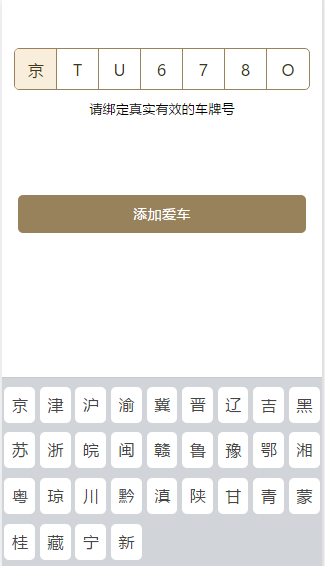 京 T U 6 7 8 O
请绑定真实有效的车牌号
添加爱车
京 津 沪 渝 冀 晋 辽 吉 黑
苏 浙 皖 闽 赣 鲁 豫 鄂 湘
粤 琼 川 黔 滇 陕 甘 青 蒙
桂 藏 宁 新